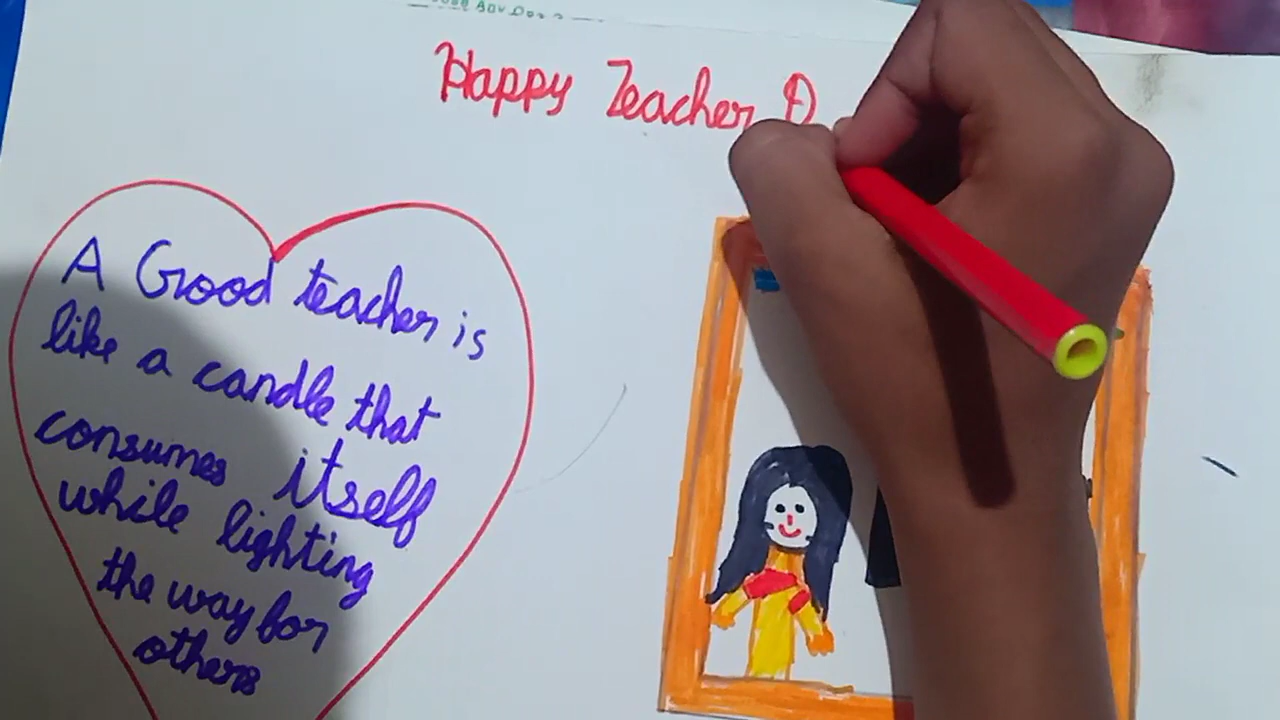 Happy Teacher D
A Good teacher is
like a candle that
consumes itself
while lighting
the way for
others